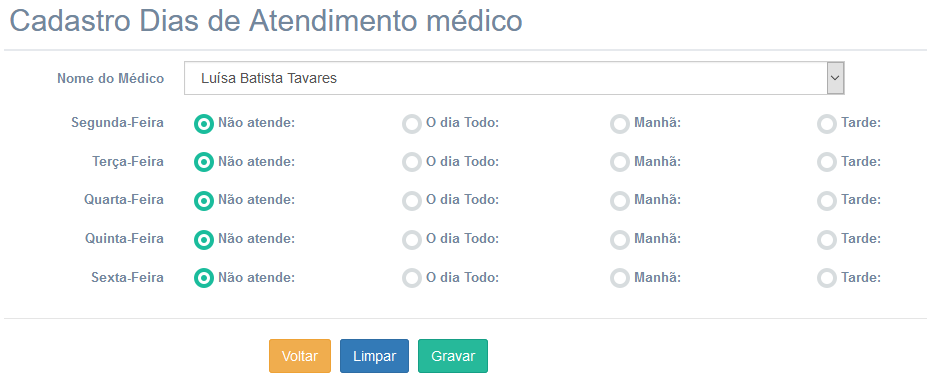 Cadastro Dias de Atendimento médico
Nome do Médico Luísa Batista Tavares
Segunda-Feira Não atende: O dia Todo: Manhã: Tarde:
Terça-Feira Não atende: O dia Todo: Manhã: Tarde:
Quarta-Feira Não atende: O dia Todo: Manhã: Tarde:
Quinta-Feira Não atende: O dia Todo: Manhã: Tarde:
Sexta-Feira Não atende: O dia Todo: Manhã: Tarde:
Voltar Limpar Gravar